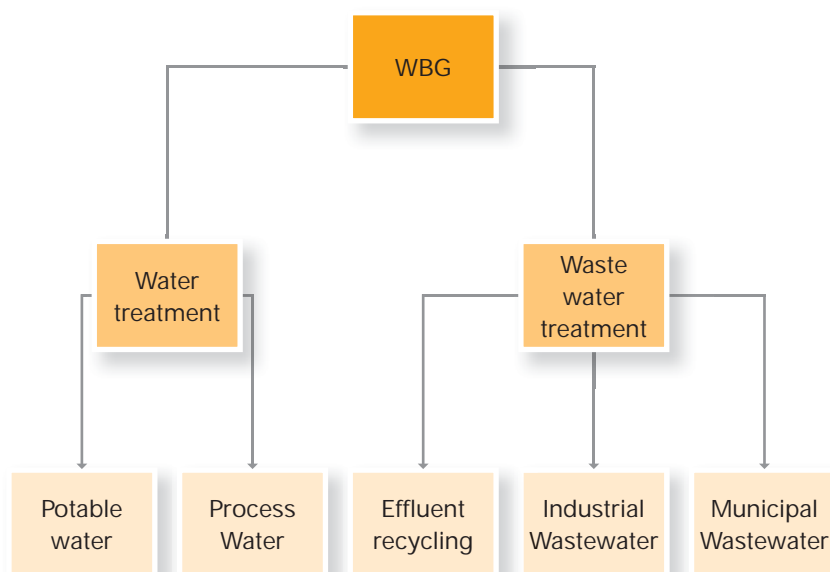 WBG
Water
treatment
Waste
water
treatment
Potable
water
Process
Water
Effluent
recycling
Industrial
Wastewater
Municipal
Wastewater